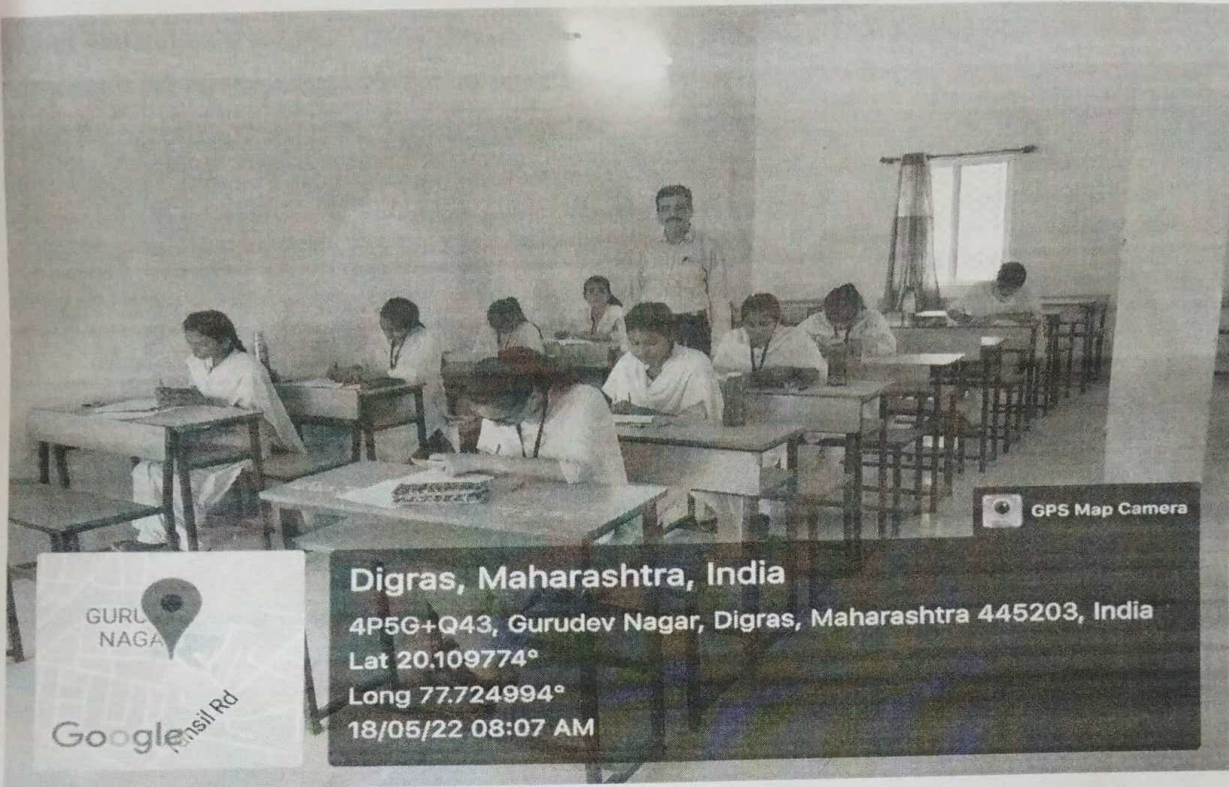 GPS Map Camera
Digras, Maharashtra, India
4P5G+Q43, Gurudev Nagar, Digras, Maharashtra 445203, India
Lat 20.109774°
Long 77.724994°
18/05/22 08:07 AM
GURU
NAGA
Rd
Google